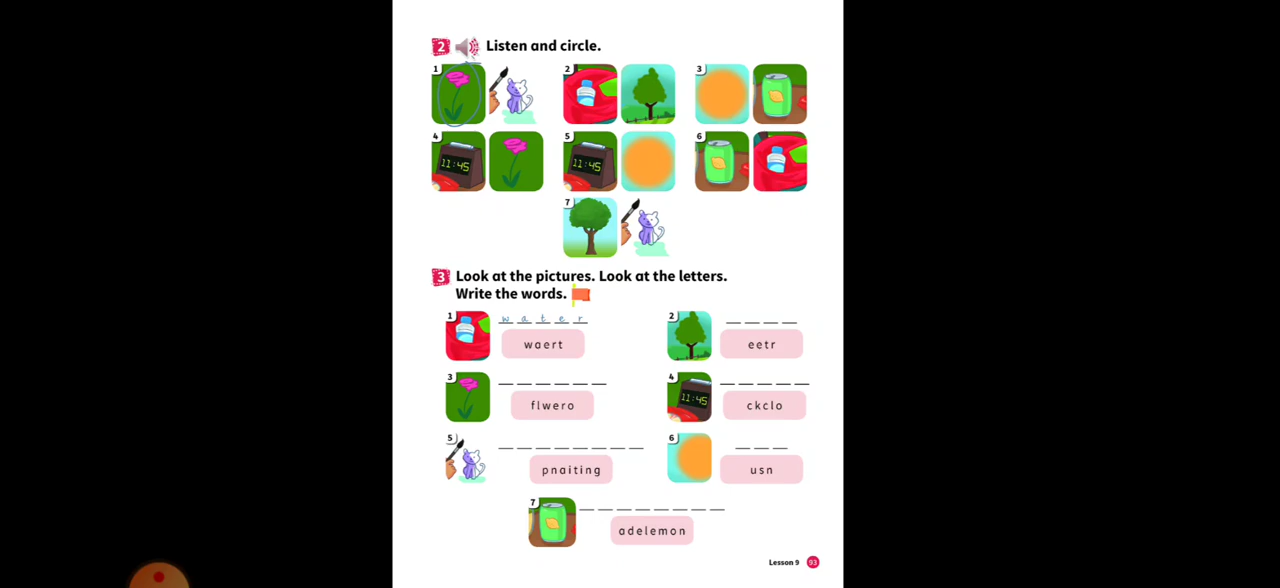 2 Listen and circle.
1 2 3
4 11:45 5 11:45 6
7
3 Look at the pictures. Look at the letters.
Write the words.
1 w a t e r 2
waert eetr
3 4 11:45
flwero ckclo
5 6
pnaiting usn
7
adelemon
Lesson 9 93